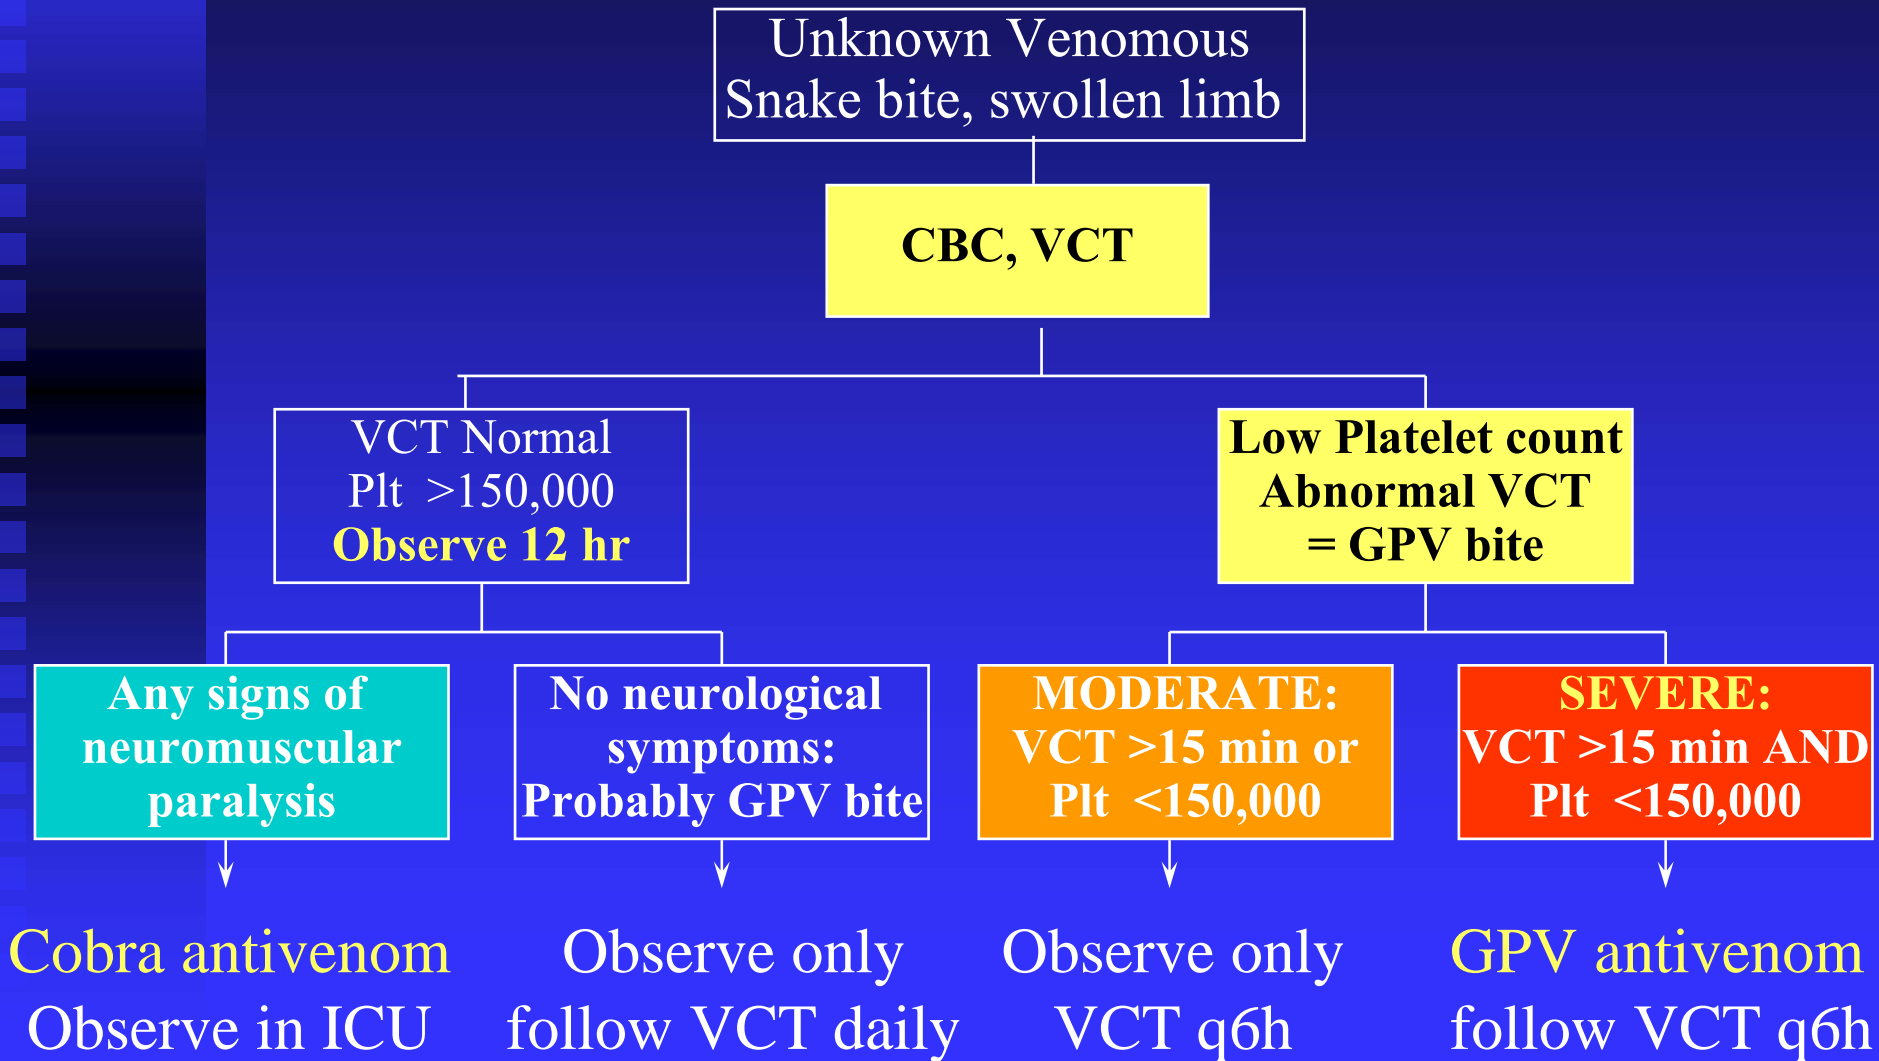 Unknown Venomous
Snake bite, swollen limb
CBC, VCT
VCT Normal
Plt >150,000
Observe 12 hr
Low Platelet count
Abnormal VCT
= GPV bite
Any signs of
neuromuscular
paralysis
No neurological
symptoms:
Probably GPV bite
MODERATE:
VCT >15 min or
Plt <150,000
SEVERE:
VCT >15 min AND
Plt <150,000
Cobra antivenom
Observe in ICU
Observe only
follow VCT daily
Observe only
VCT q6h
GPV antivenom
follow VCT q6h